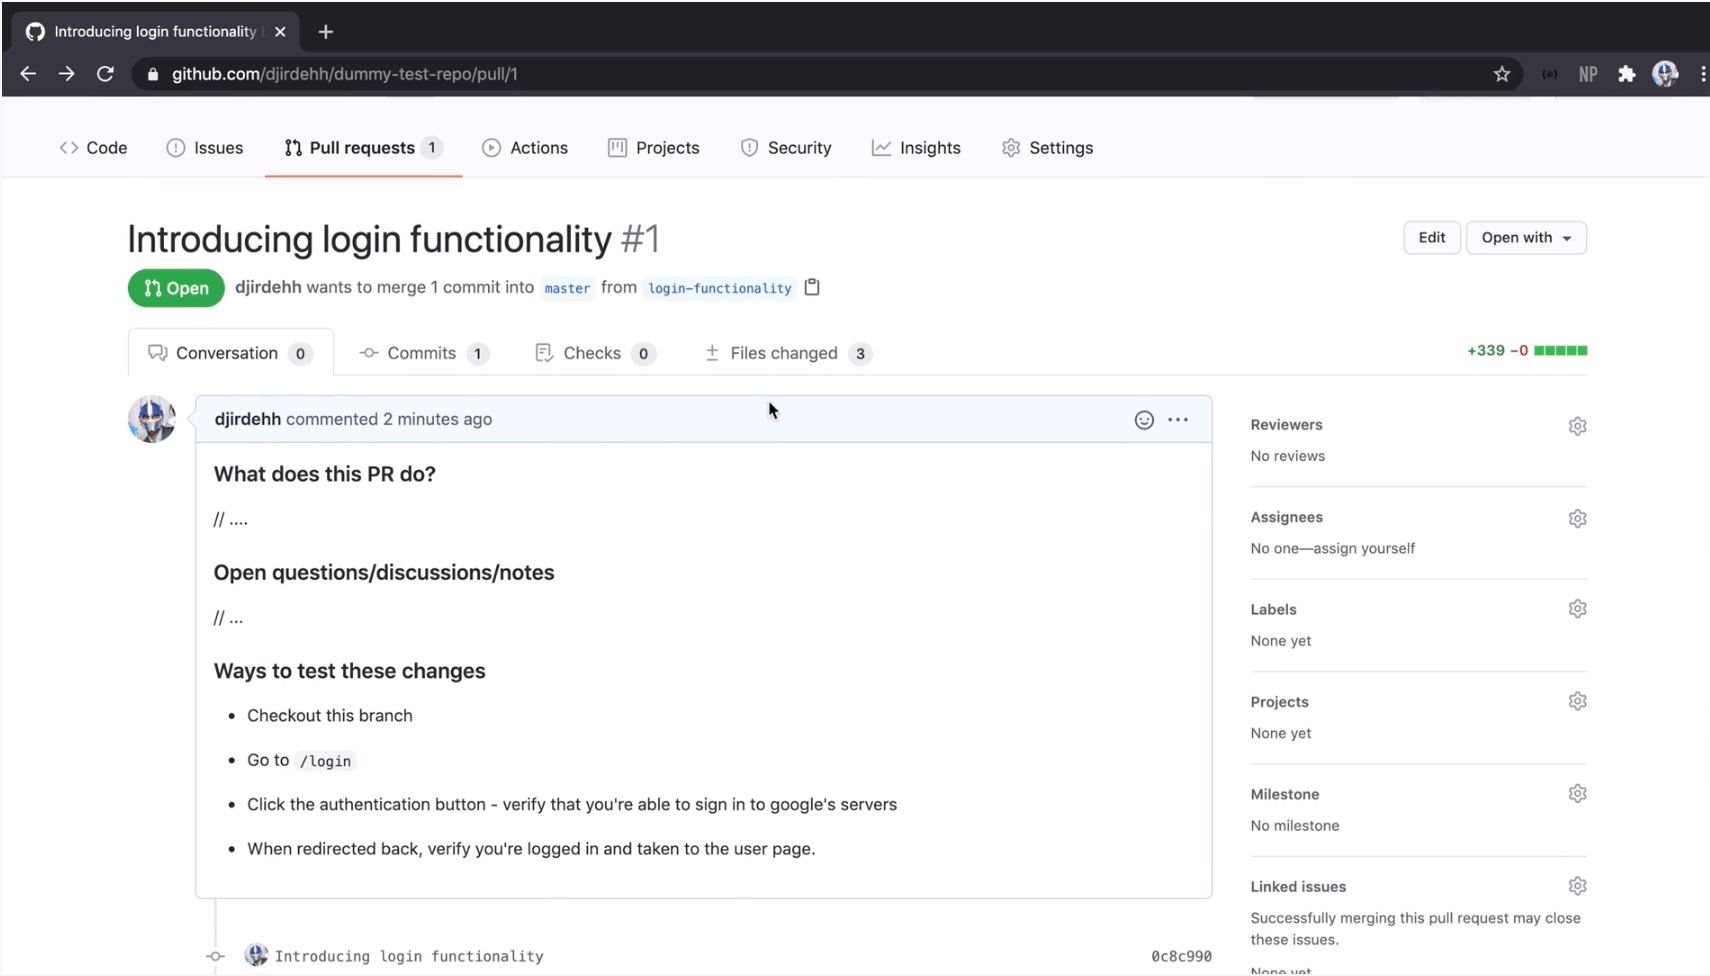 Introducing login functionality
github.com/djirdehh/dummy-test-repo/pull/1
NP
Code Issues Pull requests 1 Actions Projects Security Insights Settings
Introducing login functionality #1
Edit Open with
Open djirdehh wants to merge 1 commit into master from login-functionality
Conversation 0 Commits 1 Checks 0 Files changed 3
+339 −0
djirdehh commented 2 minutes ago
What does this PR do?
// ....
Open questions/discussions/notes
// ...
Ways to test these changes
• Checkout this branch
• Go to /login
• Click the authentication button - verify that you're able to sign in to google's servers
• When redirected back, verify you're logged in and taken to the user page.
Introducing login functionality 0c8c990
Reviewers
No reviews
Assignees
No one—assign yourself
Labels
None yet
Projects
None yet
Milestone
No milestone
Linked issues
Successfully merging this pull request may close
these issues.
None yet